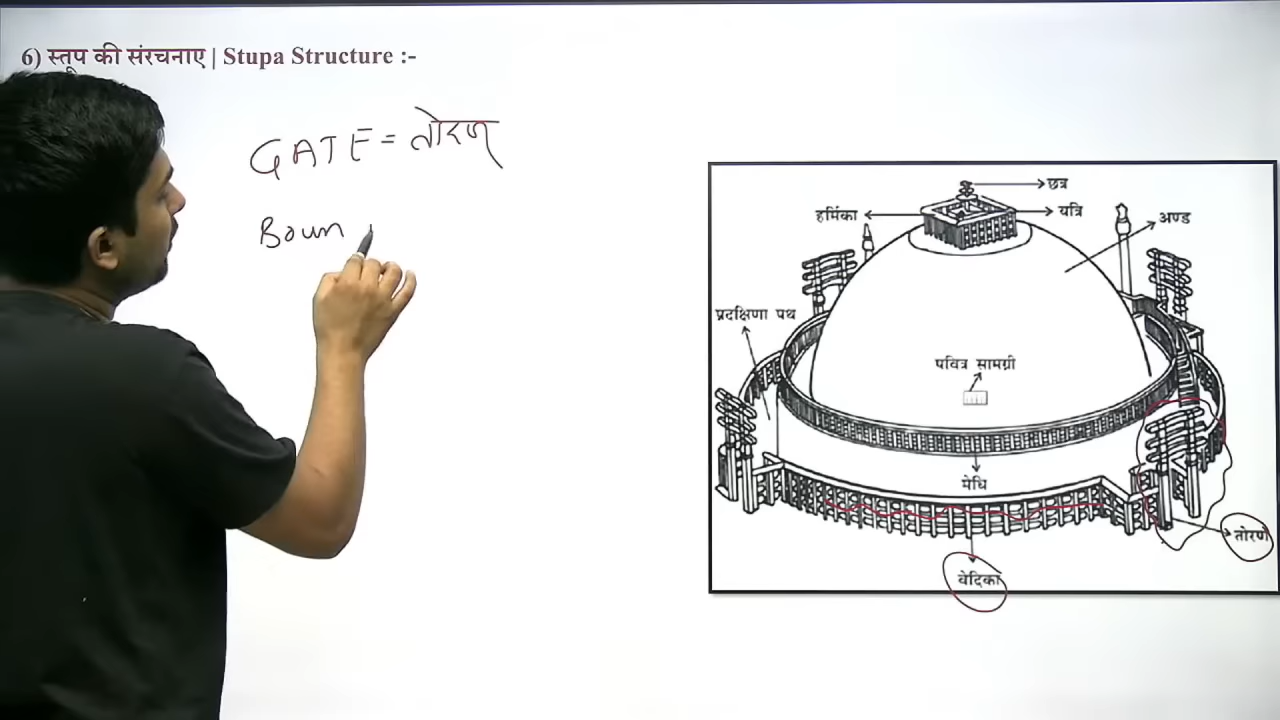 6) स्तूप की संरचनाए | Stupa Structure :-
GATE = तोरण
Boun
छत्र
हर्मिका
यत्रि
अण्ड
प्रदक्षिणा पथ
पवित्र सामग्री
मेधि
तोरण
वेदिका